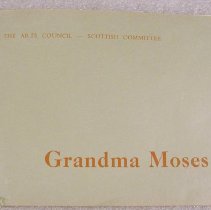 THE ARTS COUNCIL — SCOTTISH COMMITTEE
Grandma Moses